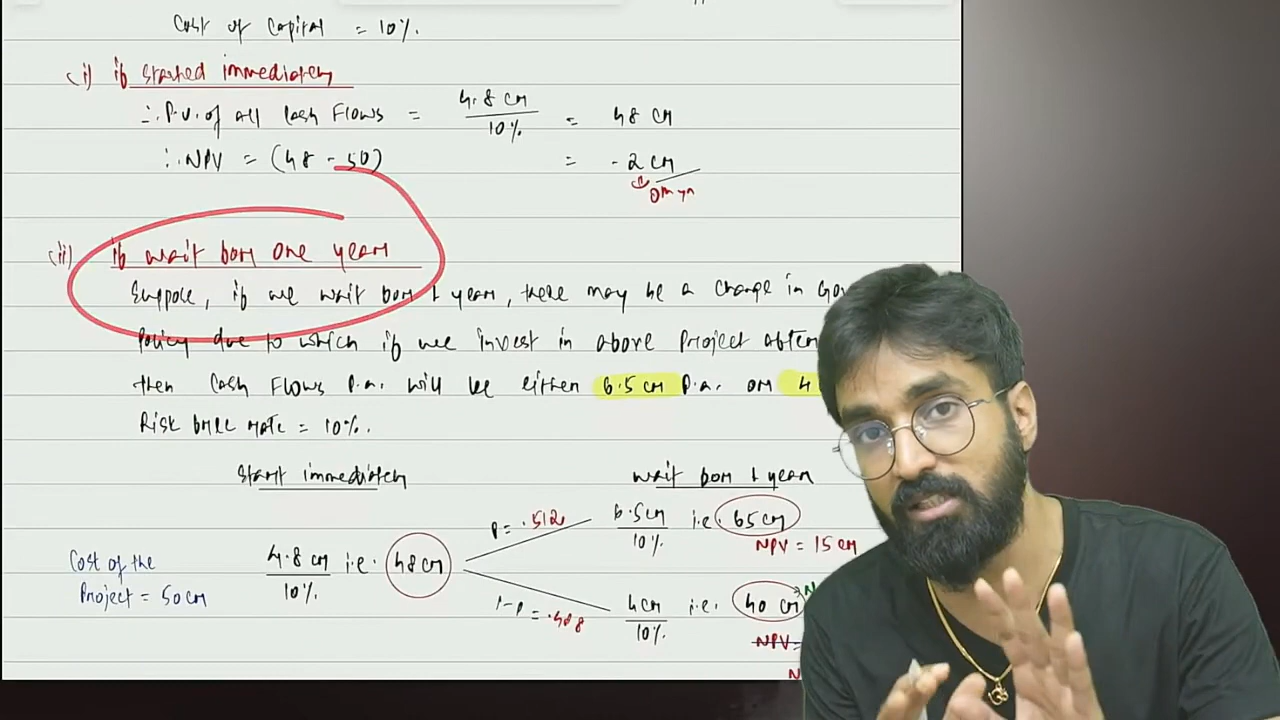 Cost of Capital = 10%.
(i) if started immediately
∴ P.V. of all Cash Flows = 4.8 cr / 10% = 48 cr
∴ NPV = (48 - 50) = -2 cr
(ii) if wait for one year
Suppose, if we wait for 1 year, there may be a change in Gov
Policy due to which if we invest in above Project after
then Cash Flows P.a. will be either 6.5 cr P.a. or 4
Risk free rate = 10%.
Start immediately
wait for 1 year
P = .512
6.5 cr / 10% i.e. 65 cr
NPV = 15 cr
Cost of the
Project = 50 cr
4.8 cr / 10% i.e. 48 cr
1-P = .488
4 cr / 10% i.e. 40 cr
NPV =